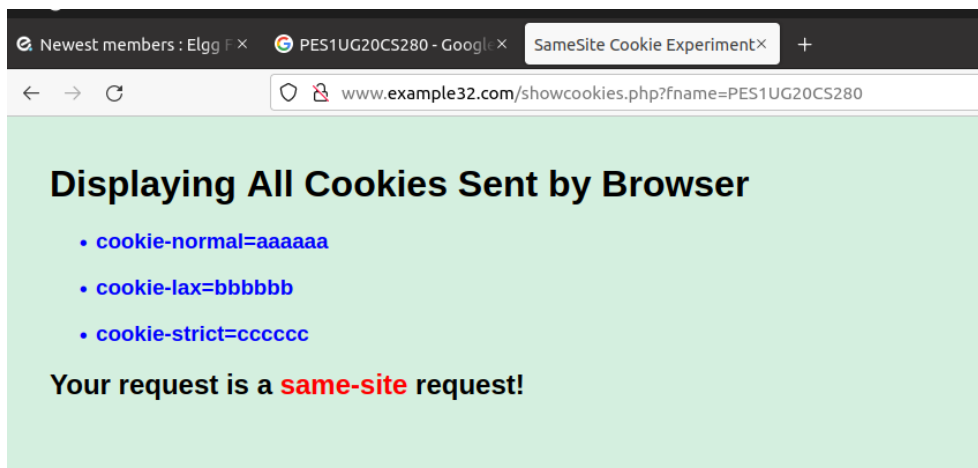 Newest members : Elgg F
PES1UG20CS280 - Google
SameSite Cookie Experiment
www.example32.com/showcookies.php?fname=PES1UG20CS280
Displaying All Cookies Sent by Browser
• cookie-normal=aaaaaa
• cookie-lax=bbbbbb
• cookie-strict=cccccc
Your request is a same-site request!